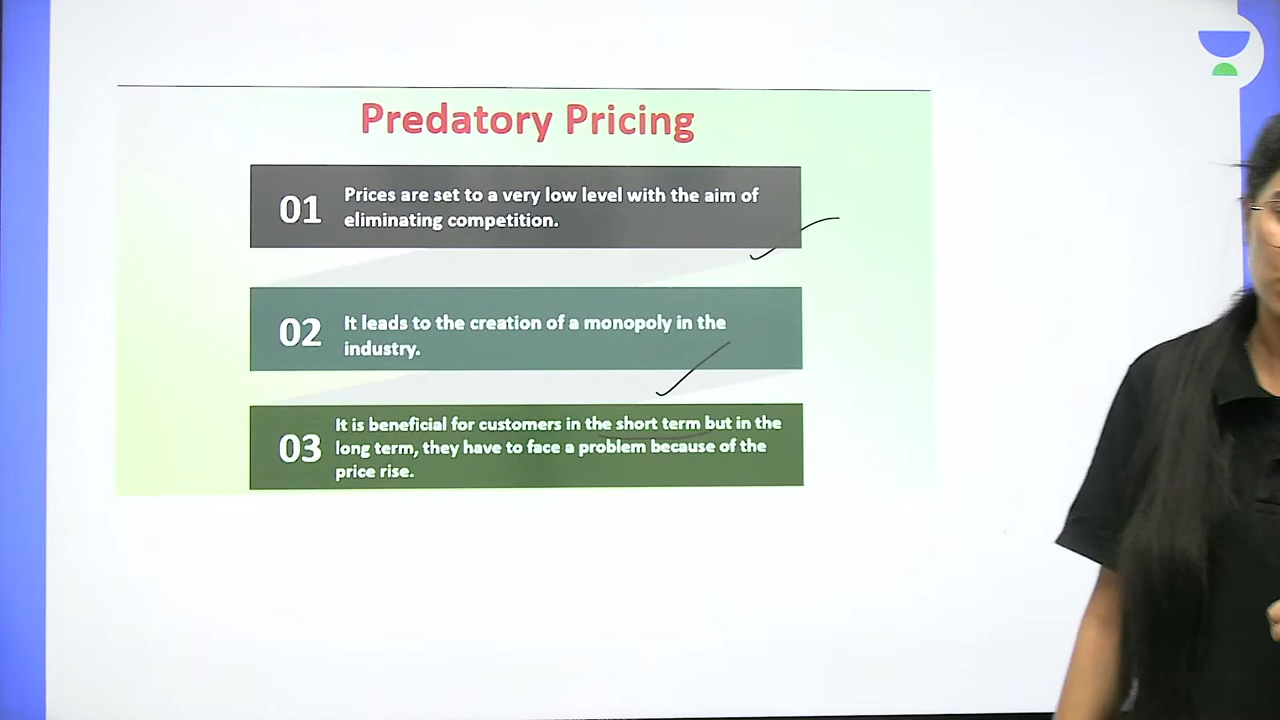 Predatory Pricing
01
Prices are set to a very low level with the aim of
eliminating competition.
02
It leads to the creation of a monopoly in the
industry.
03
It is beneficial for customers in the short term but in the
long term, they have to face a problem because of the
price rise.